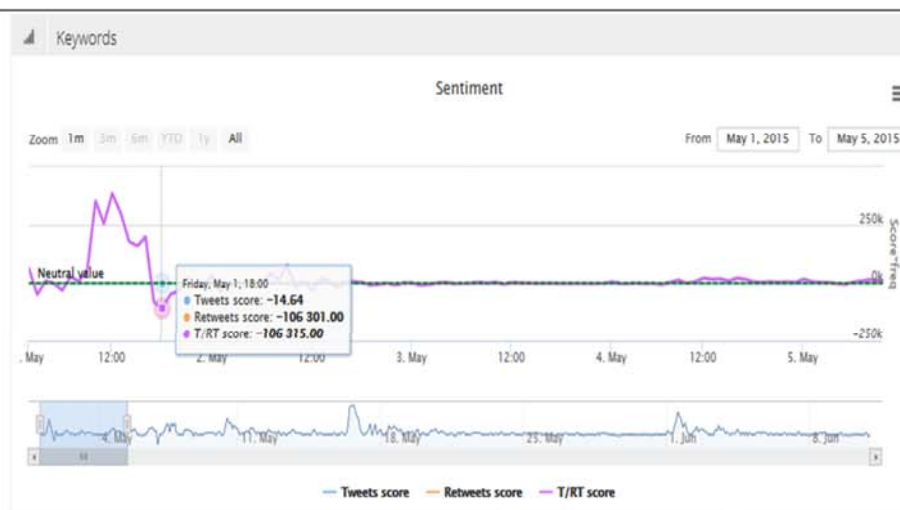 Keywords
Sentiment
Zoom 1m 3m 6m YTD 1y All
From May 1, 2015 To May 5, 2015
250k
Neutral value
0k
Score*freq
Friday, May 1, 18:00
Tweets score: -14.64
Retweets score: -106 301.00
T/RT score: -106 315.00
-250k
. May 12:00 2. May 12:00 3. May 12:00 4. May 12:00 5. May
4. May 11. May 18. May 25. May 1. Jun 8. Jun
Tweets score Retweets score T/RT score